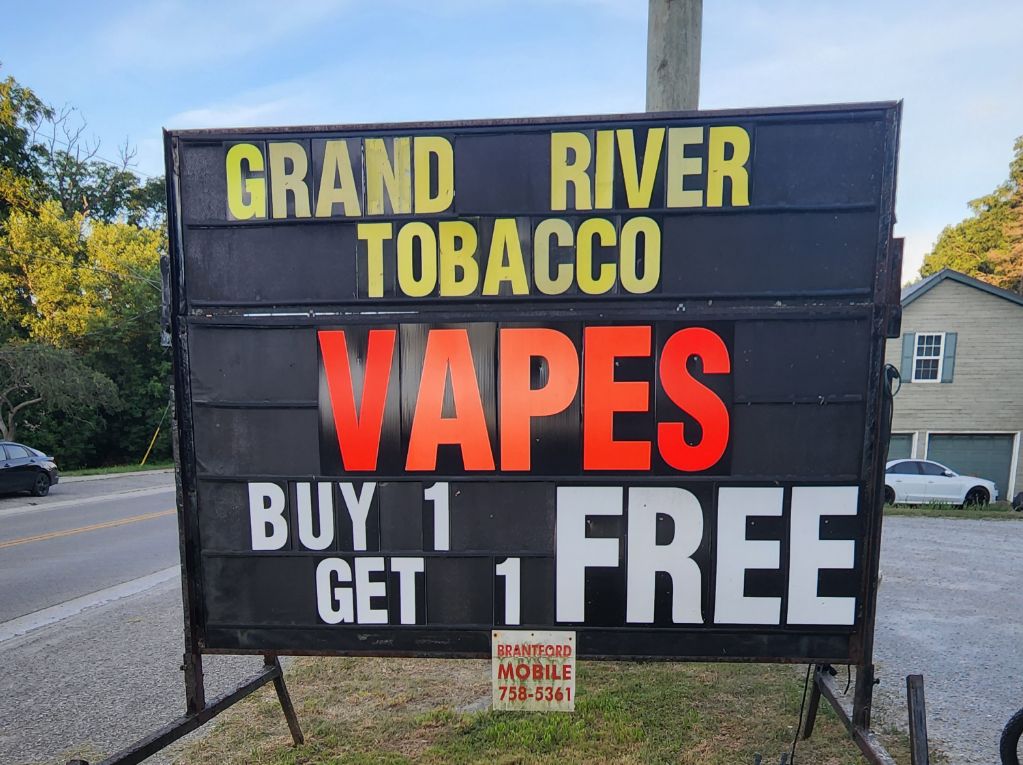 GRAND RIVER
TOBACCO
VAPES
BUY 1
GET 1 FREE
BRANTFORD
MOBILE
758-5361